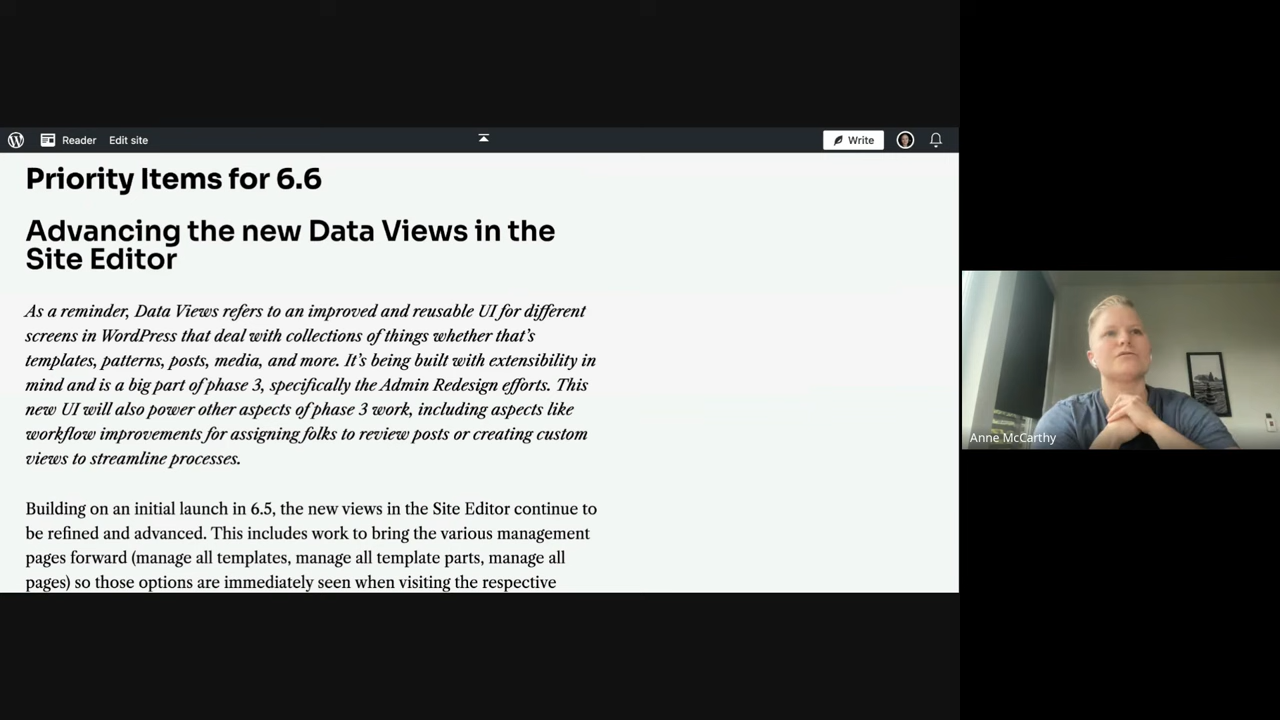 Reader Edit site Write
Priority Items for 6.6
Advancing the new Data Views in the
Site Editor
As a reminder, Data Views refers to an improved and reusable UI for different
screens in WordPress that deal with collections of things whether that’s
templates, patterns, posts, media, and more. It’s being built with extensibility in
mind and is a big part of phase 3, specifically the Admin Redesign efforts. This
new UI will also power other aspects of phase 3 work, including aspects like
workflow improvements for assigning folks to review posts or creating custom
views to streamline processes.
Building on an initial launch in 6.5, the new views in the Site Editor continue to
be refined and advanced. This includes work to bring the various management
pages forward (manage all templates, manage all template parts, manage all
pages) so those options are immediately seen when visiting the respective
Anne McCarthy